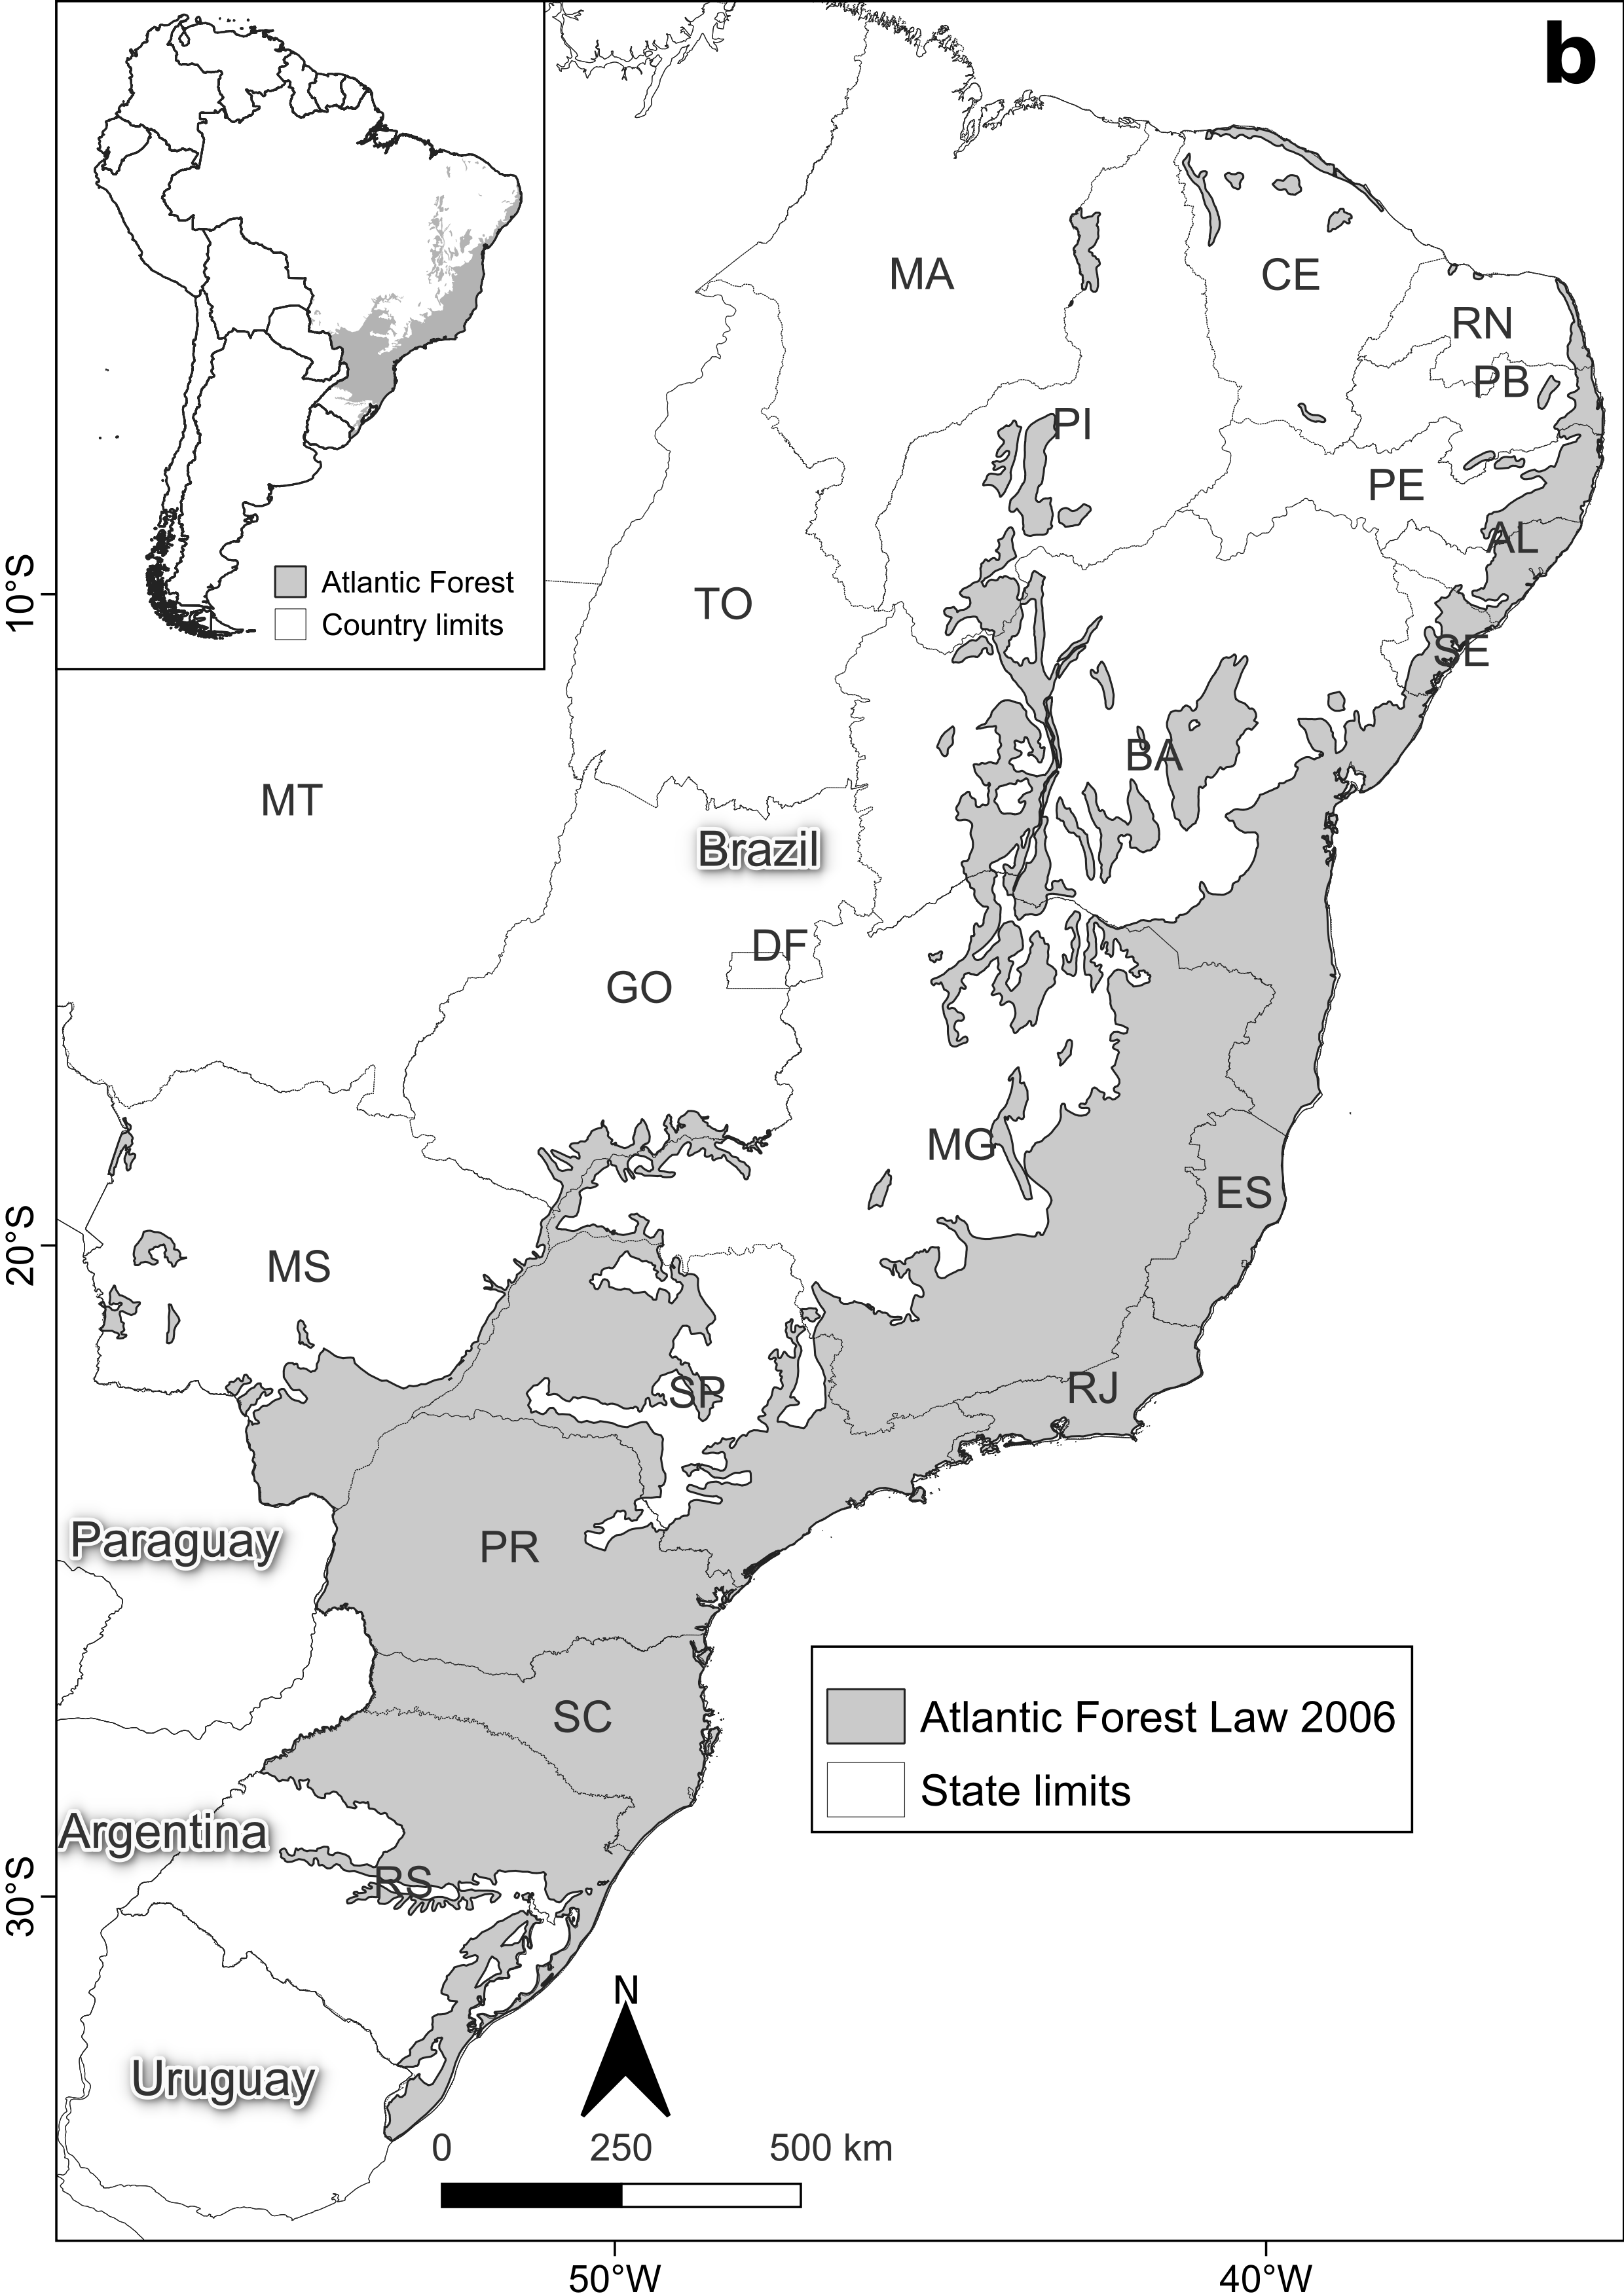 b
MA
CE
RN
PB
PI
PE
AL
10°S
Atlantic Forest
Country limits
TO
SE
BA
MT
Brazil
DF
GO
MG
ES
20°S
MS
SP
RJ
Paraguay
PR
SC
Atlantic Forest Law 2006
State limits
Argentina
RS
30°S
N
Uruguay
0 250 500 km
50°W 40°W